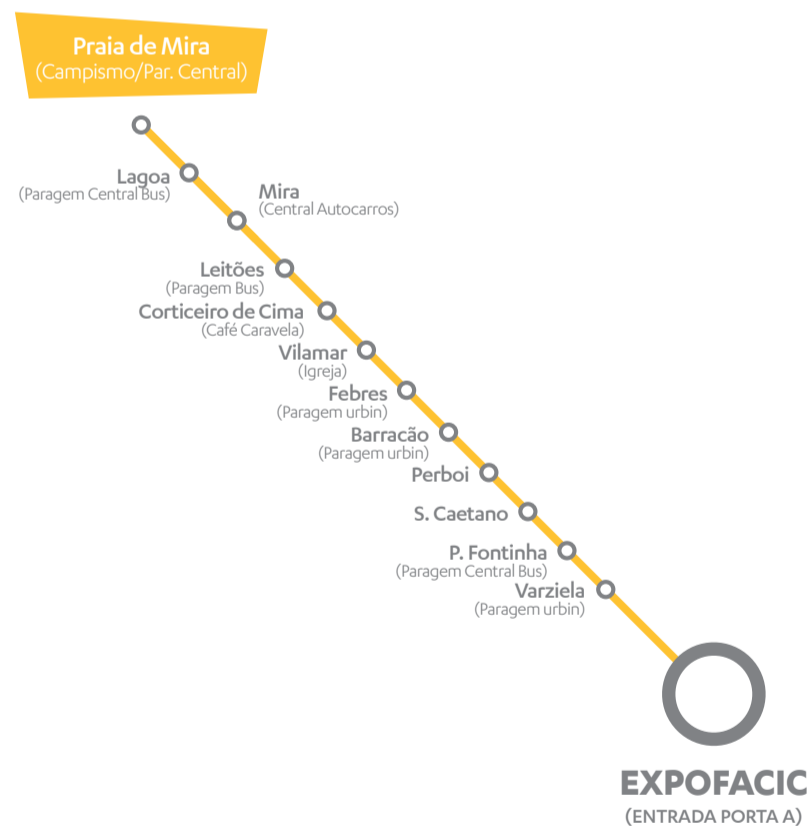 Praia de Mira
(Campismo/Par. Central)
Lagoa
(Paragem Central Bus)
Mira
(Central Autocarros)
Leitões
(Paragem Bus)
Corticeiro de Cima
(Café Caravela)
Vilamar
(Igreja)
Febres
(Paragem urbin)
Barracão
(Paragem urbin)
Perboi
S. Caetano
P. Fontinha
(Paragem Central Bus)
Varziela
(Paragem urbin)
EXPOFACIC
(ENTRADA PORTA A)